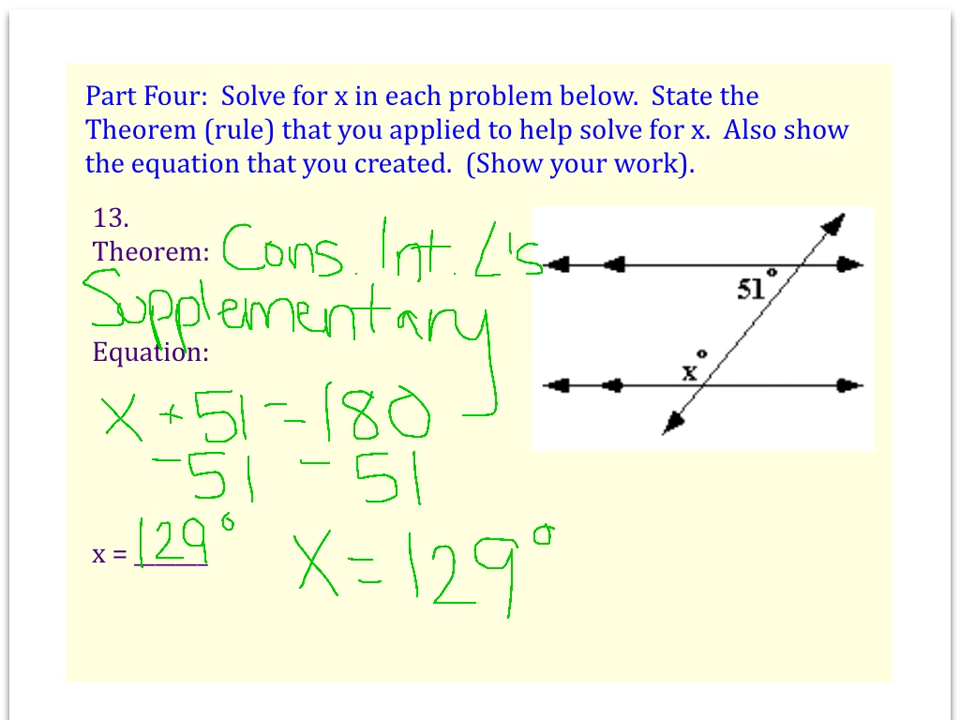 Part Four: Solve for x in each problem below. State the
Theorem (rule) that you applied to help solve for x. Also show
the equation that you created. (Show your work).
13.
Theorem: Cons. Int. ∠'s
Supplementary
Equation:
x + 51 = 180
-51 - 51
x = 129°
x = 129°
51°
x°